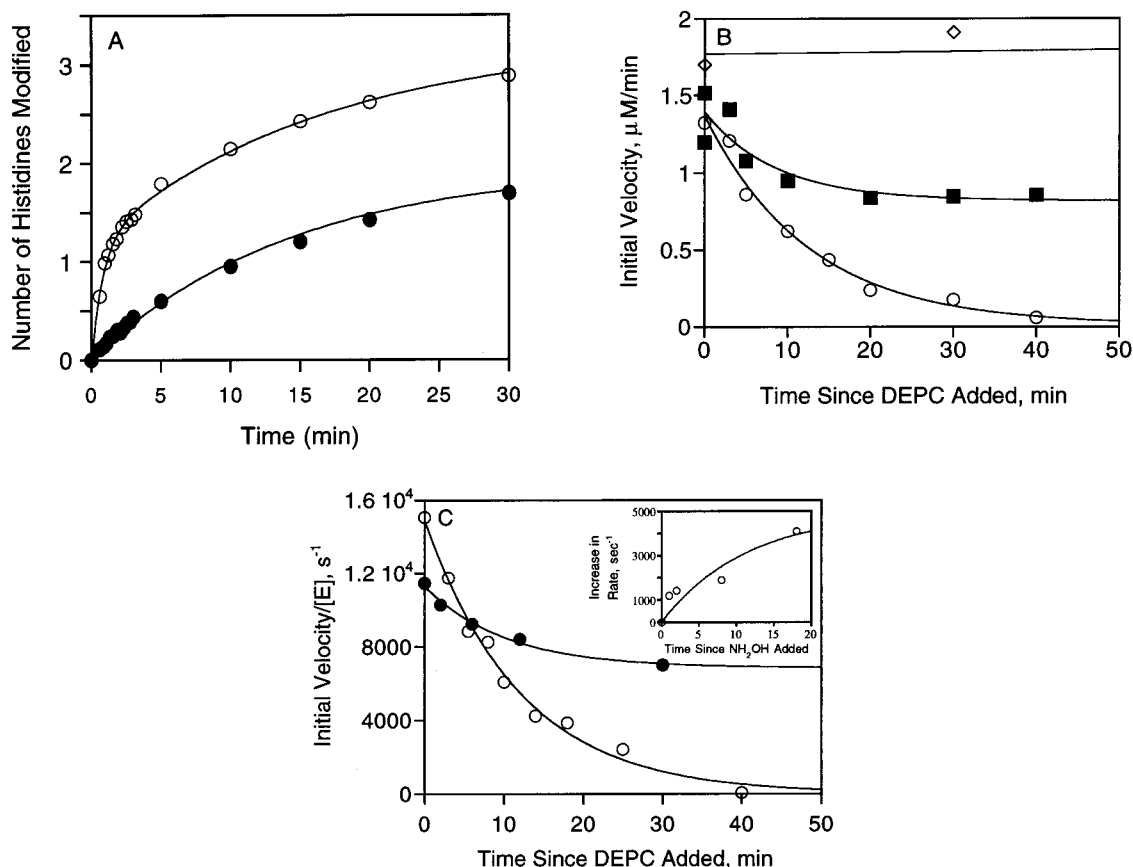 A
Number of Histidines Modified
3
2
1
0
0 5 10 15 20 25 30
Time (min)
B
Initial Velocity, μM/min
2
1.5
1
0.5
0
0 10 20 30 40 50
Time Since DEPC Added, min
C
Initial Velocity/[E], s⁻¹
1.6 10⁴
1.2 10⁴
8000
4000
0
0 10 20 30 40 50
Time Since DEPC Added, min
Increase in
Rate, sec⁻¹
5000
4000
3000
2000
1000
0
0 5 10 15 20
Time Since NH₂OH Added